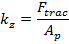 k_z = F_trac / A_p